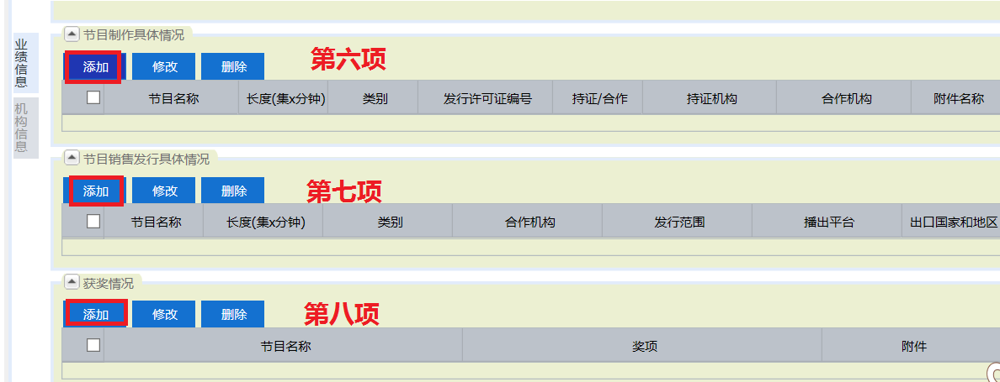 业绩信息
机构信息
节目制作具体情况
添加 修改 删除 第六项
节目名称 长度(集x分钟) 类别 发行许可证编号 持证/合作 持证机构 合作机构 附件名称
节目销售发行具体情况
添加 修改 删除 第七项
节目名称 长度(集x分钟) 类别 合作机构 发行范围 播出平台 出口国家和地区
获奖情况
添加 修改 删除 第八项
节目名称 奖项 附件